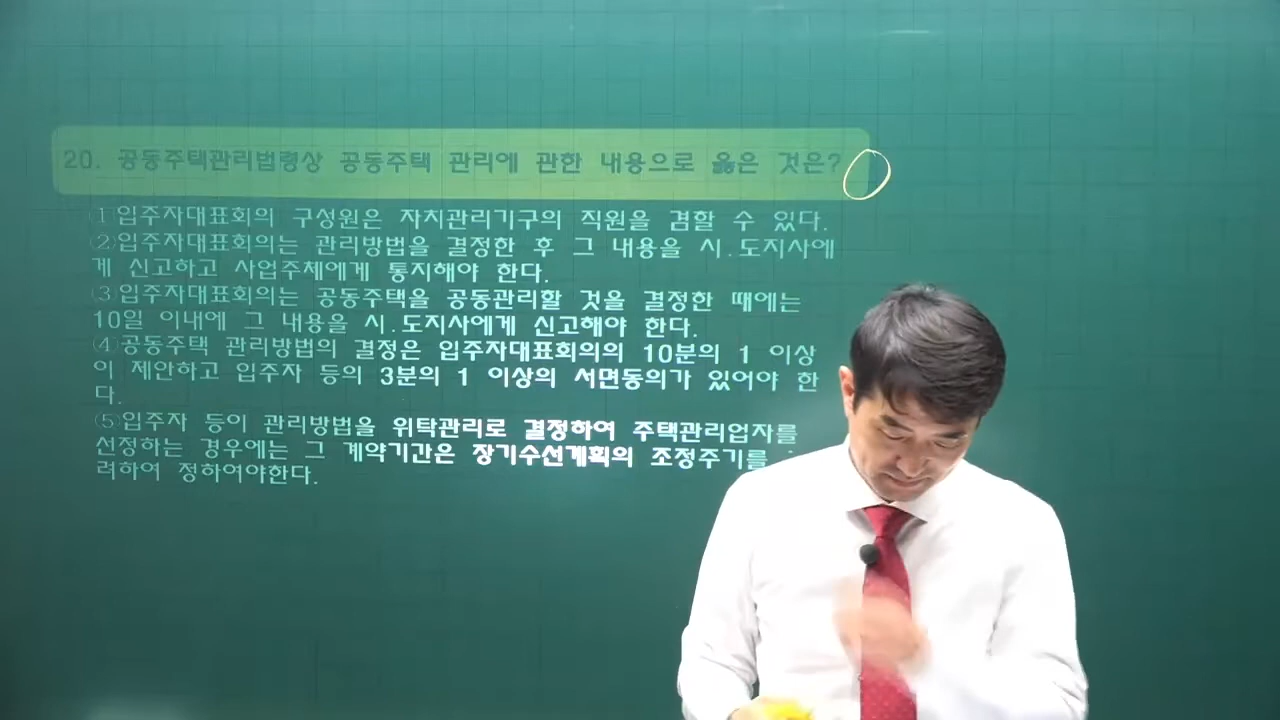 20. 공동주택관리법령상 공동주택 관리에 관한 내용으로 옳은 것은?
①입주자대표회의 구성원은 자치관리기구의 직원을 겸할 수 있다.
②입주자대표회의는 관리방법을 결정한 후 그 내용을 시.도지사에
게 신고하고 사업주체에게 통지해야 한다.
③입주자대표회의는 공동주택을 공동관리할 것을 결정한 때에는
10일 이내에 그 내용을 시.도지사에게 신고해야 한다.
④공동주택 관리방법의 결정은 입주자대표회의의 10분의 1 이상
이 제안하고 입주자 등의 3분의 1 이상의 서면동의가 있어야 한
다.
⑤입주자 등이 관리방법을 위탁관리로 결정하여 주택관리업자를
선정하는 경우에는 그 계약기간은 장기수선계획의 조정주기를
려하여 정하여야한다.